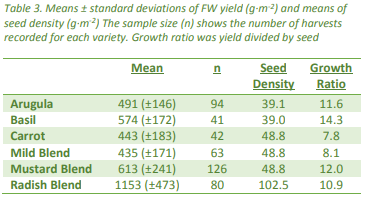 Table 3. Means ± standard deviations of FW yield (g·m⁻²) and means of
seed density (g·m⁻²) The sample size (n) shows the number of harvests
recorded for each variety. Growth ratio was yield divided by seed
Mean n Seed Density Growth Ratio
Arugula 491 (±146) 94 39.1 11.6
Basil 574 (±172) 41 39.0 14.3
Carrot 443 (±183) 42 48.8 7.8
Mild Blend 435 (±171) 63 48.8 8.1
Mustard Blend 613 (±241) 126 48.8 12.0
Radish Blend 1153 (±473) 80 102.5 10.9